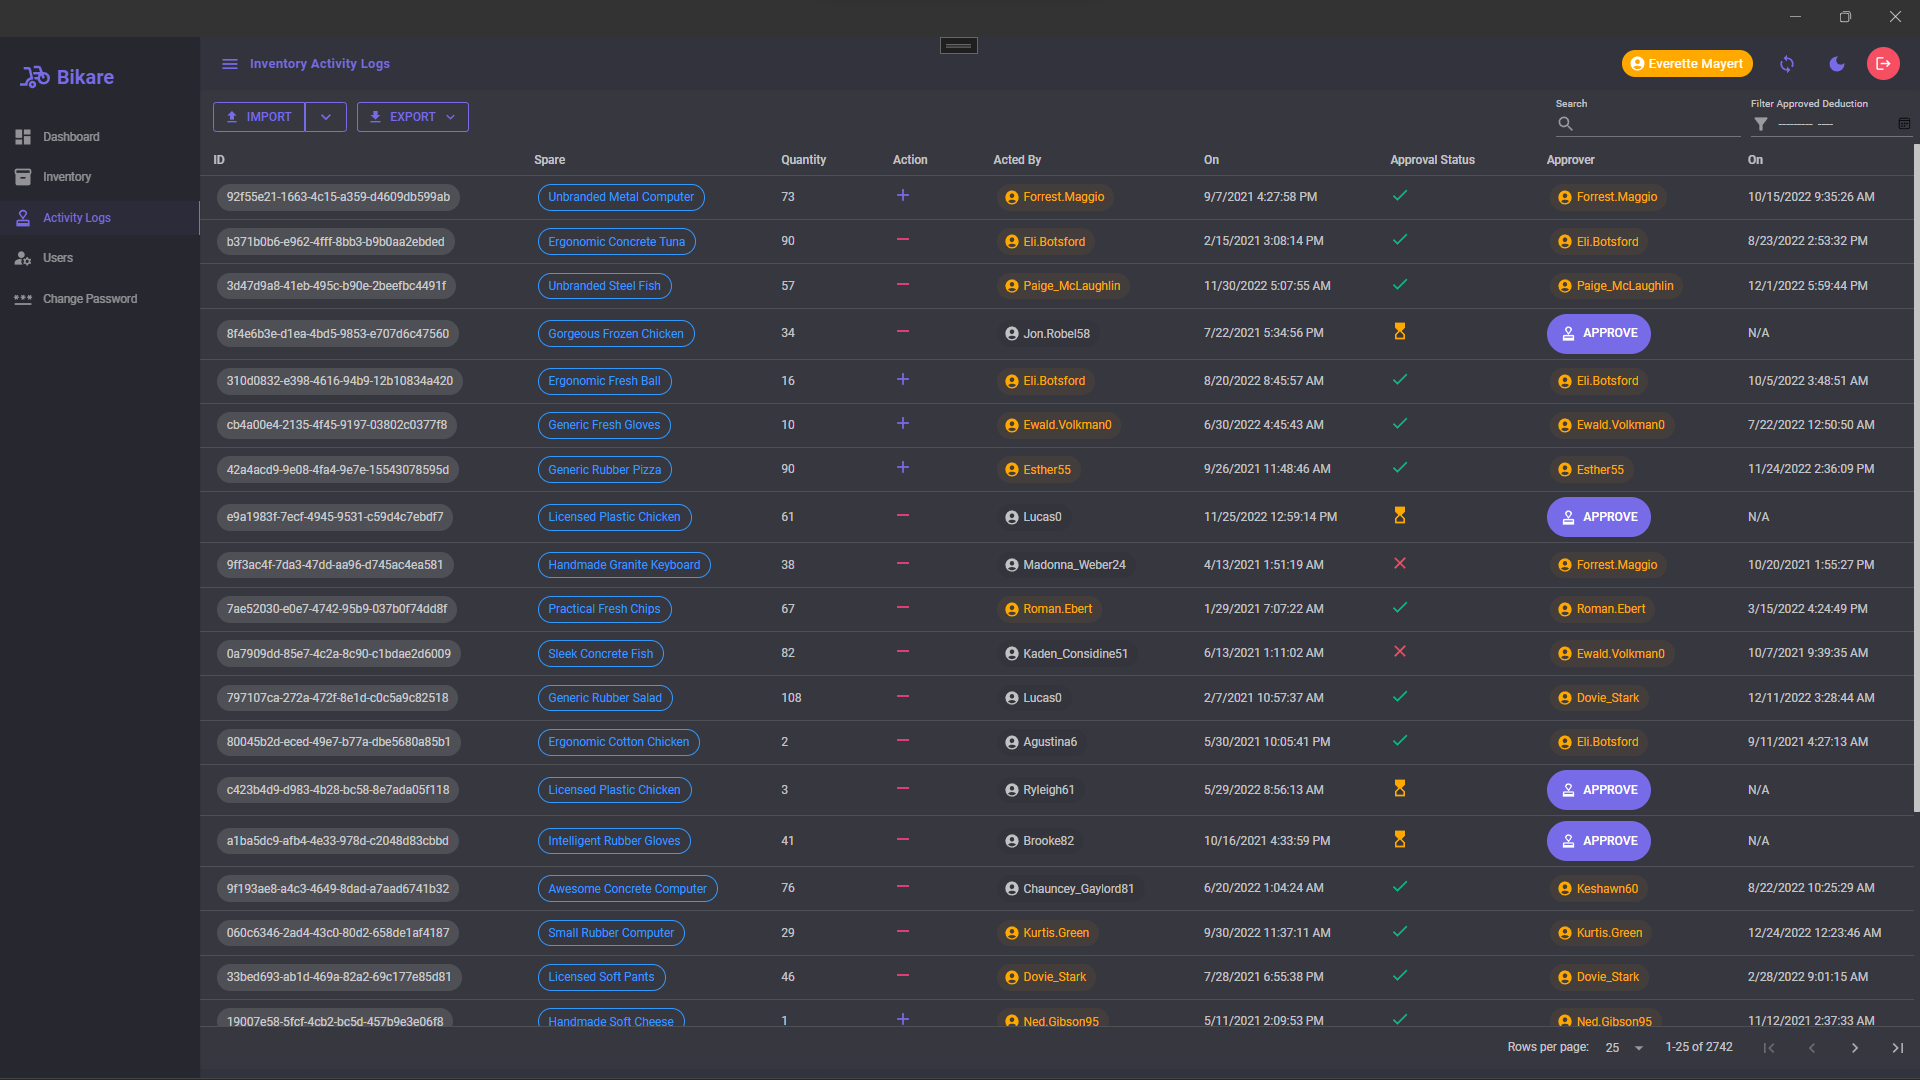 Bikare
Inventory Activity Logs
Everette Mayert
Dashboard
Inventory
Activity Logs
Users
Change Password
IMPORT
EXPORT
Search
Filter Approved Deduction
ID Spare Quantity Action Acted By On Approval Status Approver On
92f55e21-1663-4c15-a359-d4609db599ab Unbranded Metal Computer 73 Forrest.Maggio 9/7/2021 4:27:58 PM Forrest.Maggio 10/15/2022 9:35:26 AM
b371b0b6-e962-4fff-8bb3-b9b0aa2ebded Ergonomic Concrete Tuna 90 Eli.Botsford 2/15/2021 3:08:14 PM Eli.Botsford 8/23/2022 2:53:32 PM
3d47d9a8-41eb-495c-b90e-2beefbc4491f Unbranded Steel Fish 57 Paige_McLaughlin 11/30/2022 5:07:55 AM Paige_McLaughlin 12/1/2022 5:59:44 PM
8f4e6b3e-d1ea-4bd5-9853-e707d6c47560 Gorgeous Frozen Chicken 34 Jon.Robel58 7/22/2021 5:34:56 PM APPROVE N/A
310d0832-e398-4616-94b9-12b10834a420 Ergonomic Fresh Ball 16 Eli.Botsford 8/20/2022 8:45:57 AM Eli.Botsford 10/5/2022 3:48:51 AM
cb4a00e4-2135-4f45-9197-03802c0377f8 Generic Fresh Gloves 10 Ewald.Volkman0 6/30/2022 4:45:43 AM Ewald.Volkman0 7/22/2022 12:50:50 AM
42a4acd9-9e08-4fa4-9e7e-15543078595d Generic Rubber Pizza 90 Esther55 9/26/2021 11:48:46 AM Esther55 11/24/2022 2:36:09 PM
e9a1983f-7ecf-4945-9531-c59d4c7ebdf7 Licensed Plastic Chicken 61 Lucas0 11/25/2022 12:59:14 PM APPROVE N/A
9ff3ac4f-7da3-47dd-aa96-d745ac4ea581 Handmade Granite Keyboard 38 Madonna_Weber24 4/13/2021 1:51:19 AM Forrest.Maggio 10/20/2021 1:55:27 PM
7ae52030-e0e7-4742-95b9-037b0f74dd8f Practical Fresh Chips 67 Roman.Ebert 1/29/2021 7:07:22 AM Roman.Ebert 3/15/2022 4:24:49 PM
0a7909dd-85e7-4c2a-8c90-c1bdae2d6009 Sleek Concrete Fish 82 Kaden_Considine51 6/13/2021 1:11:02 AM Ewald.Volkman0 10/7/2021 9:39:35 AM
797107ca-272a-472f-8e1d-c0c5a9c82518 Generic Rubber Salad 108 Lucas0 2/7/2021 10:57:37 AM Dovie_Stark 12/11/2022 3:28:44 AM
80045b2d-eced-49e7-b77a-dbe5680a85b1 Ergonomic Cotton Chicken 2 Agustina6 5/30/2021 10:05:41 PM Eli.Botsford 9/11/2021 4:27:13 AM
c423b4d9-d983-4b28-bc58-8e7ada05f118 Licensed Plastic Chicken 3 Ryleigh61 5/29/2022 8:56:13 AM APPROVE N/A
a1ba5dc9-afb4-4e33-978d-c2048d83cbbd Intelligent Rubber Gloves 41 Brooke82 10/16/2021 4:33:59 PM APPROVE N/A
9f193ae8-a4c3-4649-8dad-a7aad6741b32 Awesome Concrete Computer 76 Chauncey_Gaylord81 6/20/2022 1:04:24 AM Keshawn60 8/22/2022 10:25:29 AM
060c6346-2ad4-43c0-80d2-658de1af4187 Small Rubber Computer 29 Kurtis.Green 9/30/2022 11:37:11 AM Kurtis.Green 12/24/2022 12:23:46 AM
33bed693-ab1d-469a-82a2-69c177e85d81 Licensed Soft Pants 46 Dovie_Stark 7/28/2021 6:55:38 PM Dovie_Stark 2/28/2022 9:01:15 AM
19007e58-5fcf-4cb2-bc5d-457b9e3e06f8 Handmade Soft Cheese 1 Ned.Gibson95 5/11/2021 2:09:53 PM Ned.Gibson95 11/12/2021 2:37:33 AM
Rows per page: 25 1-25 of 2742